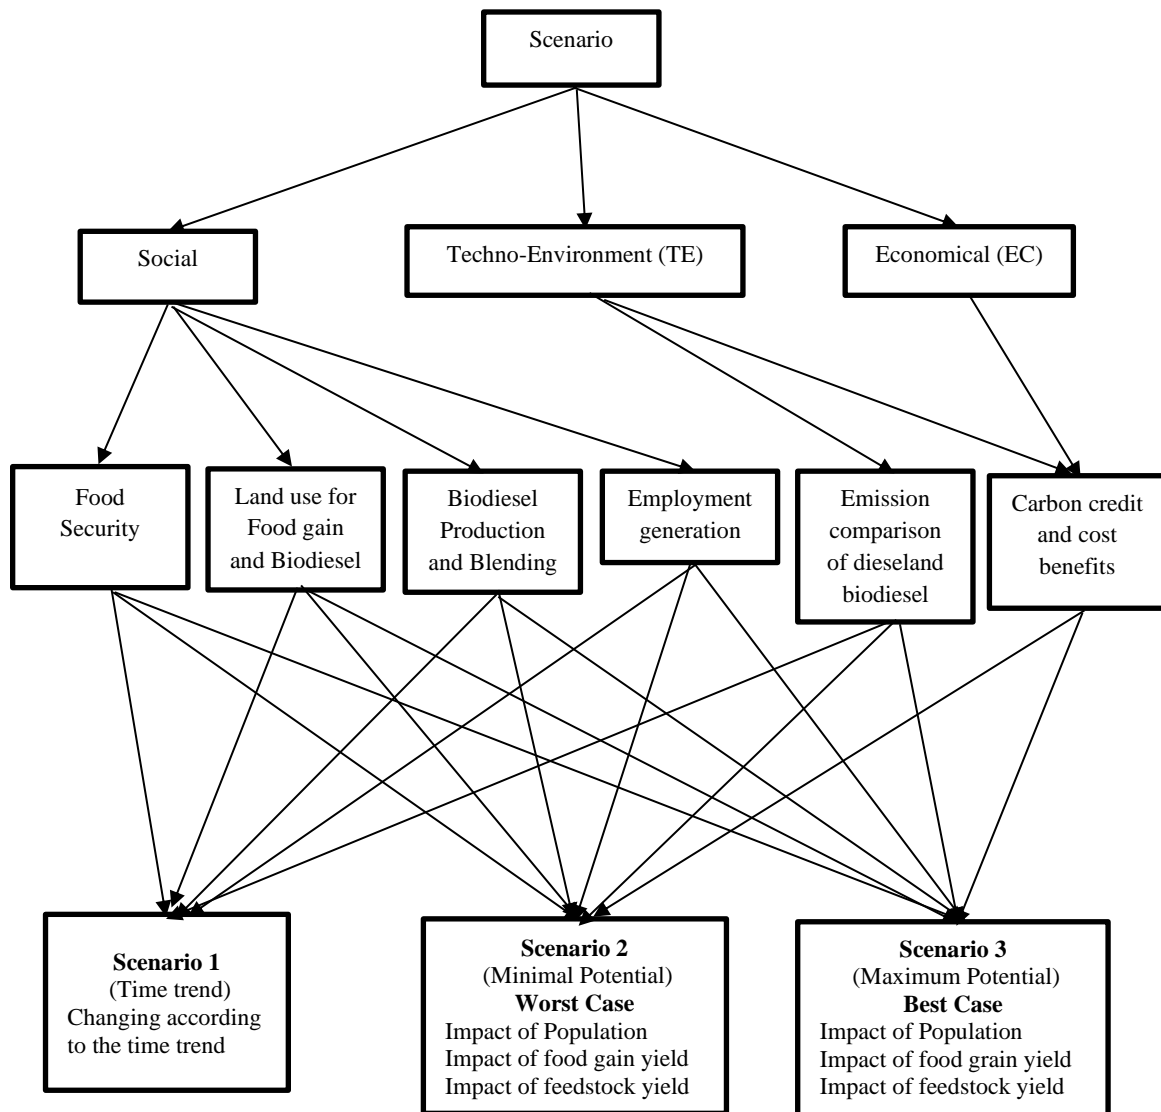 Scenario
Social
Techno-Environment (TE)
Economical (EC)
Food
Security
Land use for
Food gain
and Biodiesel
Biodiesel
Production
and Blending
Employment
generation
Emission
comparison
of dieseland
biodiesel
Carbon credit
and cost
benefits
Scenario 1
(Time trend)
Changing according
to the time trend
Scenario 2
(Minimal Potential)
Worst Case
Impact of Population
Impact of food gain yield
Impact of feedstock yield
Scenario 3
(Maximum Potential)
Best Case
Impact of Population
Impact of food grain yield
Impact of feedstock yield